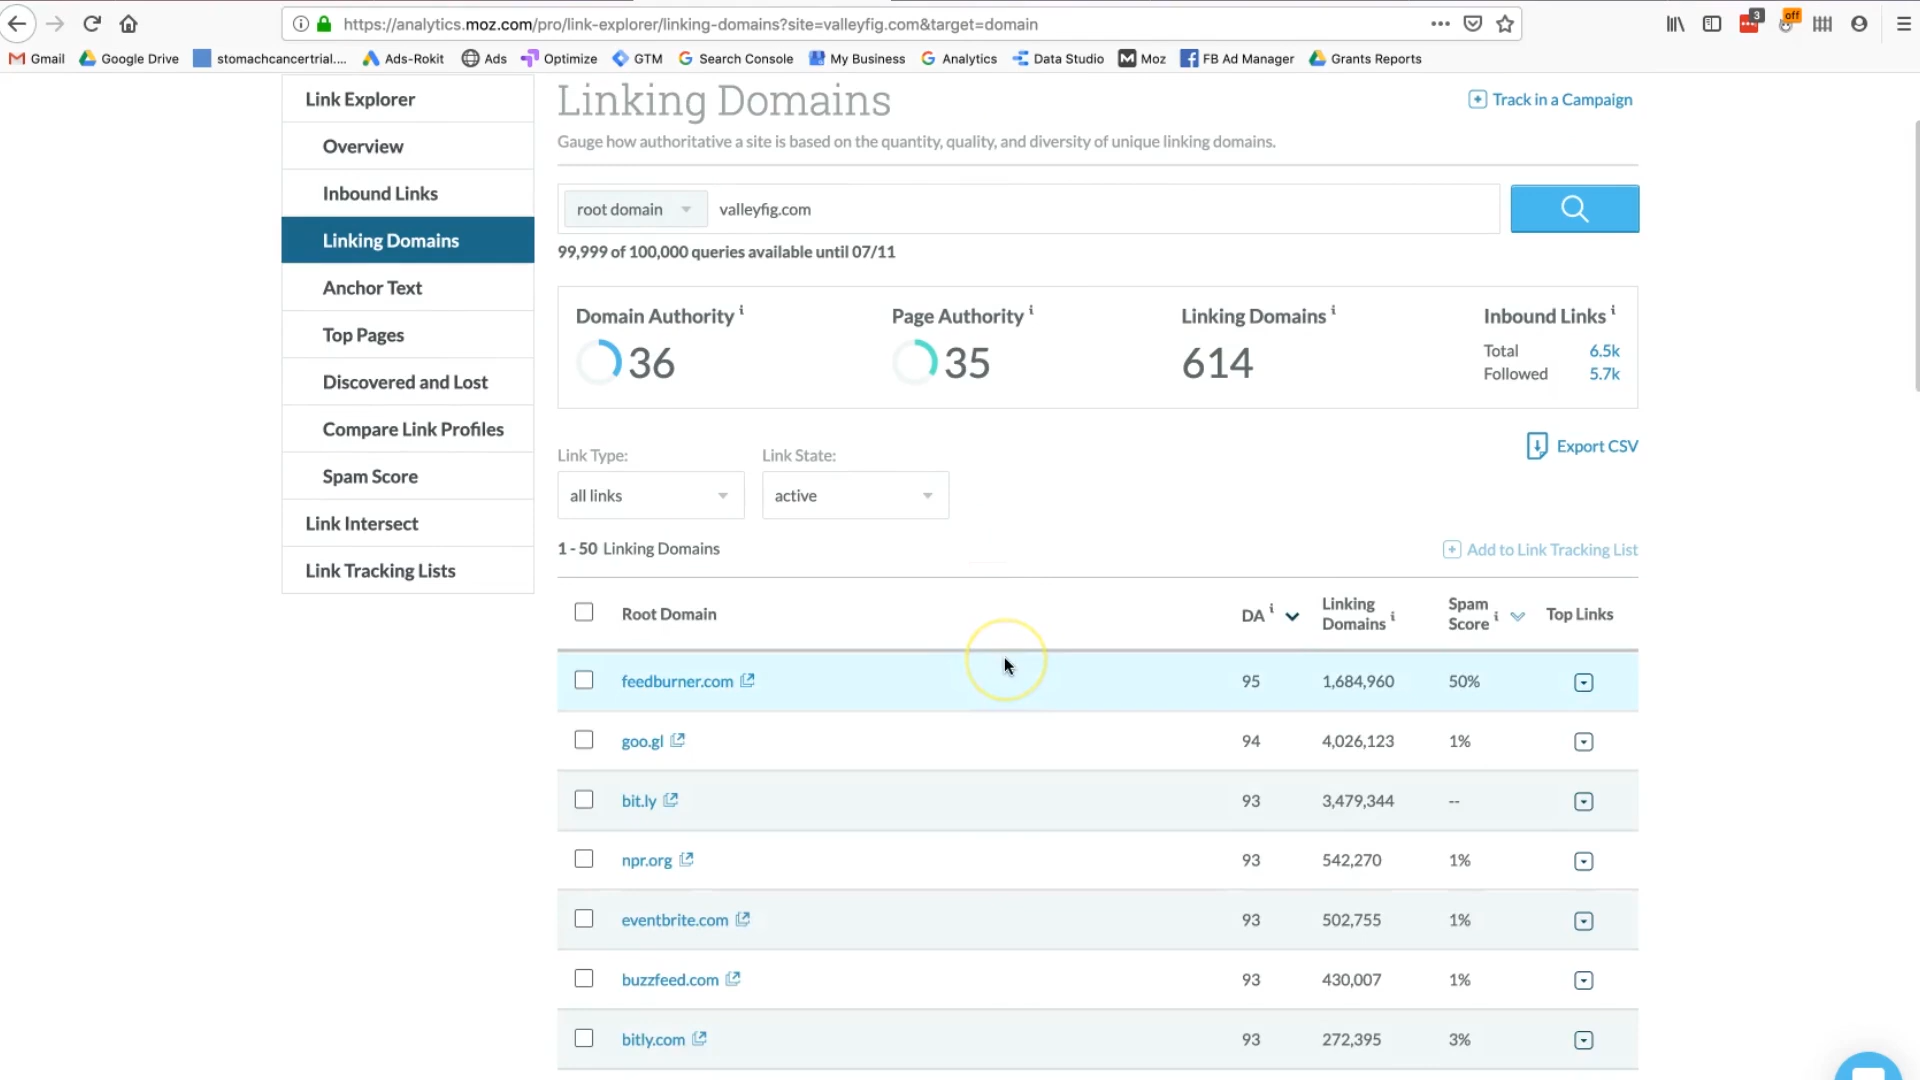 https://analytics.moz.com/pro/link-explorer/linking-domains?site=valleyfig.com&target=domain
3
off
Gmail
Google Drive
stomachcancertrial....
Ads-Rokit
Ads
Optimize
GTM
Search Console
My Business
Analytics
Data Studio
Moz
FB Ad Manager
Grants Reports
Link Explorer
Overview
Inbound Links
Linking Domains
Anchor Text
Top Pages
Discovered and Lost
Compare Link Profiles
Spam Score
Link Intersect
Link Tracking Lists
Linking Domains
Track in a Campaign
Gauge how authoritative a site is based on the quantity, quality, and diversity of unique linking domains.
root domain valleyfig.com
99,999 of 100,000 queries available until 07/11
Domain Authority i
36
Page Authority i
35
Linking Domains i
614
Inbound Links i
Total 6.5k
Followed 5.7k
Export CSV
Link Type:
all links
Link State:
active
1 - 50 Linking Domains
Add to Link Tracking List
Root Domain DA i Linking Domains i Spam Score i Top Links
feedburner.com 95 1,684,960 50%
goo.gl 94 4,026,123 1%
bit.ly 93 3,479,344 --
npr.org 93 542,270 1%
eventbrite.com 93 502,755 1%
buzzfeed.com 93 430,007 1%
bitly.com 93 272,395 3%